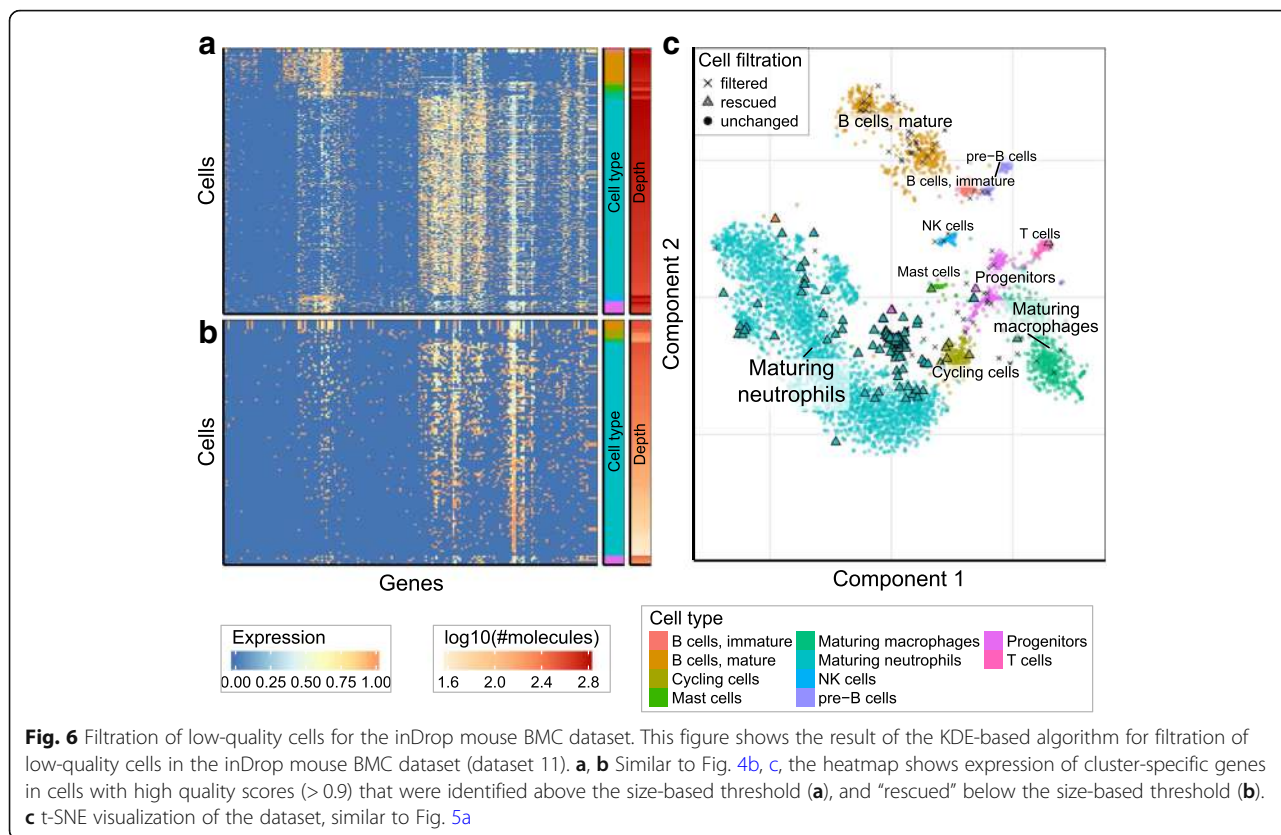 a
Cells
Cell type
Depth
b
Cells
Cell type
Depth
Genes
Expression
0.00 0.25 0.50 0.75 1.00
log10(#molecules)
1.6 2.0 2.4 2.8
c
Cell filtration
filtered
rescued
unchanged
B cells, mature
pre−B cells
B cells, immature
NK cells
T cells
Mast cells
Progenitors
Maturing
macrophages
Cycling cells
Maturing
neutrophils
Component 2
Component 1
Cell type
B cells, immature
B cells, mature
Cycling cells
Mast cells
Maturing macrophages
Maturing neutrophils
NK cells
pre−B cells
Progenitors
T cells
Fig. 6 Filtration of low-quality cells for the inDrop mouse BMC dataset. This figure shows the result of the KDE-based algorithm for filtration of
low-quality cells in the inDrop mouse BMC dataset (dataset 11). a, b Similar to Fig. 4b, c, the heatmap shows expression of cluster-specific genes
in cells with high quality scores (> 0.9) that were identified above the size-based threshold (a), and “rescued” below the size-based threshold (b).
c t-SNE visualization of the dataset, similar to Fig. 5a